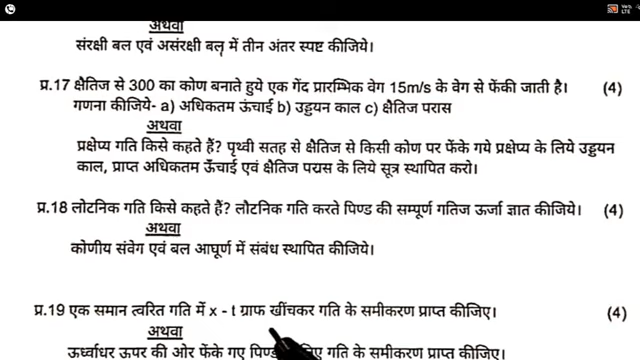 अथवा
संरक्षी बल एवं असंरक्षी बल में तीन अंतर स्पष्ट कीजिये।
प्र.17 क्षैतिज से 300 का कोण बनाते हुये एक गेंद प्रारम्भिक वेग 15m/s के वेग से फेंकी जाती है। (4)
गणना कीजिये- a) अधिकतम ऊंचाई b) उड्डयन काल c) क्षैतिज परास
अथवा
प्रक्षेप्य गति किसे कहते हैं? पृथ्वी सतह से क्षैतिज से किसी कोण पर फेंके गये प्रक्षेप्य के लिये उड्डयन
काल, प्राप्त अधिकतम ऊँचाई एवं क्षैतिज परास के लिये सूत्र स्थापित करो।
प्र.18 लोटनिक गति किसे कहते हैं? लौटनिक गति करते पिण्ड की सम्पूर्ण गतिज ऊर्जा ज्ञात कीजिये। (4)
अथवा
कोणीय संवेग एवं बल आघूर्ण में संबंध स्थापित कीजिये।
प्र.19 एक समान त्वरित गति में x - t ग्राफ खींचकर गति के समीकरण प्राप्त कीजिए। (4)
अथवा
ऊर्ध्वाधर ऊपर की ओर फेंके गए गति के समीकरण प्राप्त कीजिए।